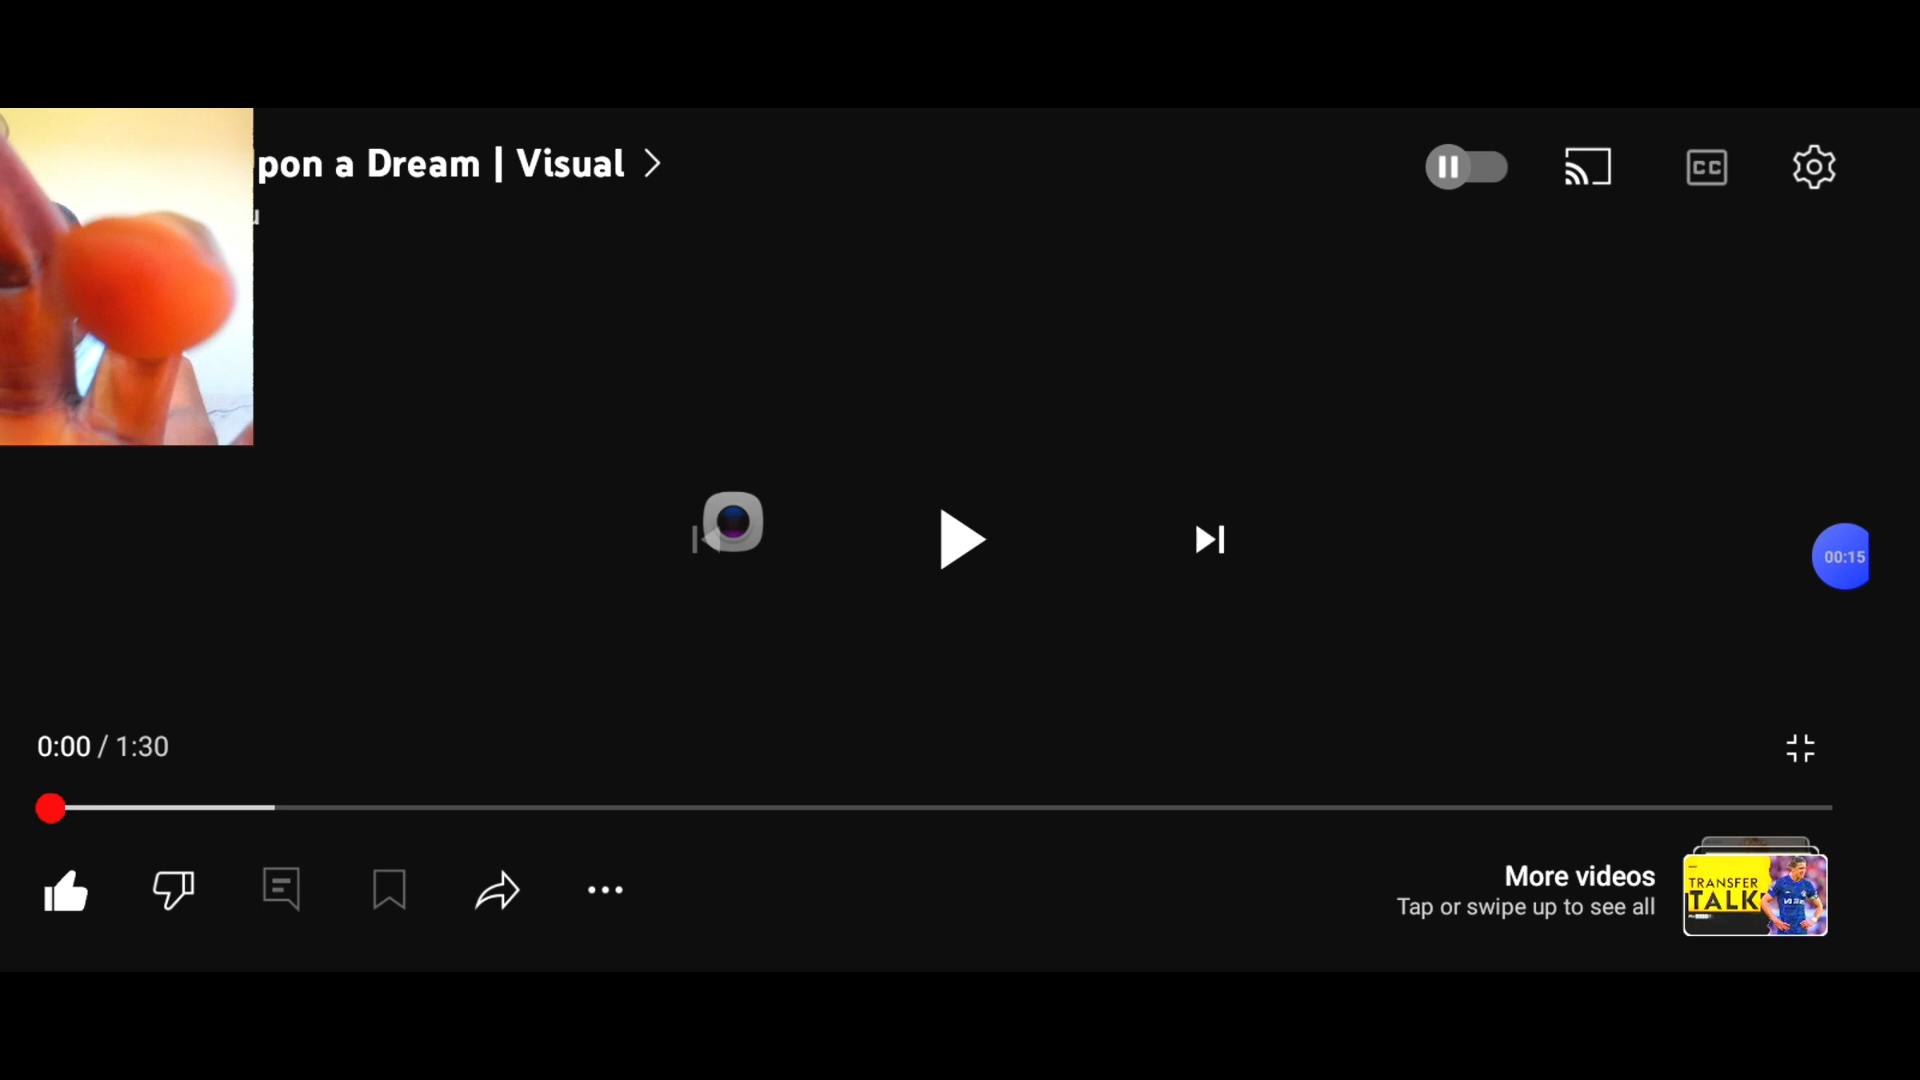 pon a Dream | Visual
00:15
0:00 / 1:30
More videos
Tap or swipe up to see all
TRANSFER
TALK
CC